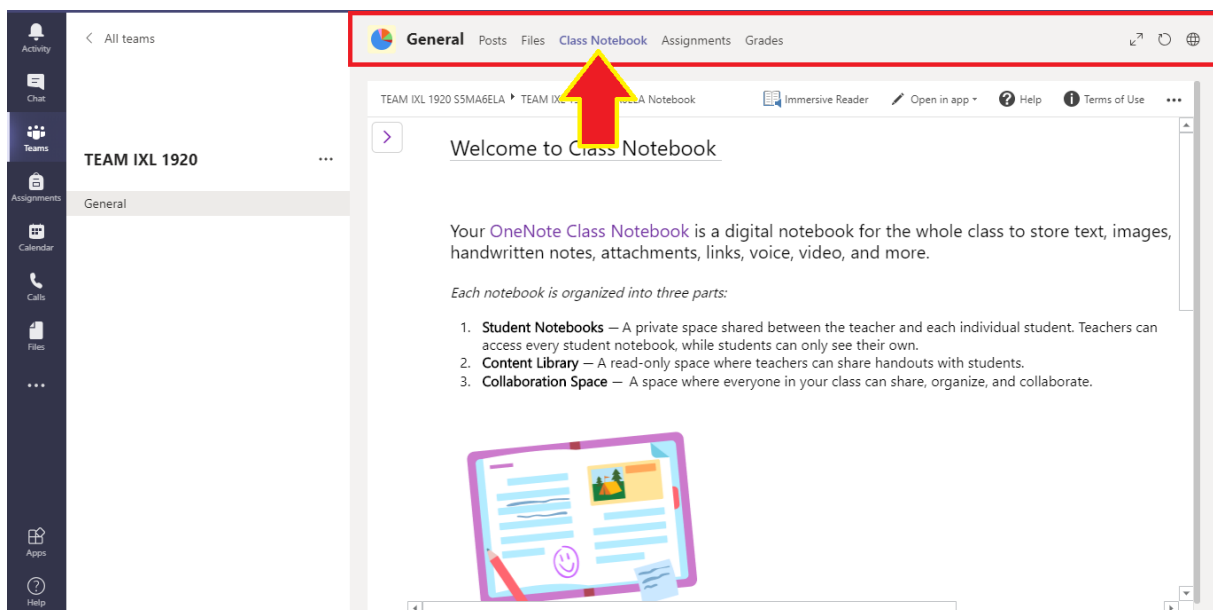 Activity
Chat
Teams
Assignments
Calendar
Calls
Files
Apps
Help
All teams
TEAM IXL 1920
General
General Posts Files Class Notebook Assignments Grades
TEAM IXL 1920 S5MA6ELA TEAM Notebook Immersive Reader Open in app Help Terms of Use
Welcome to Class Notebook
Your OneNote Class Notebook is a digital notebook for the whole class to store text, images,
handwritten notes, attachments, links, voice, video, and more.
Each notebook is organized into three parts:
1. Student Notebooks — A private space shared between the teacher and each individual student. Teachers can
access every student notebook, while students can only see their own.
2. Content Library — A read-only space where teachers can share handouts with students.
3. Collaboration Space — A space where everyone in your class can share, organize, and collaborate.